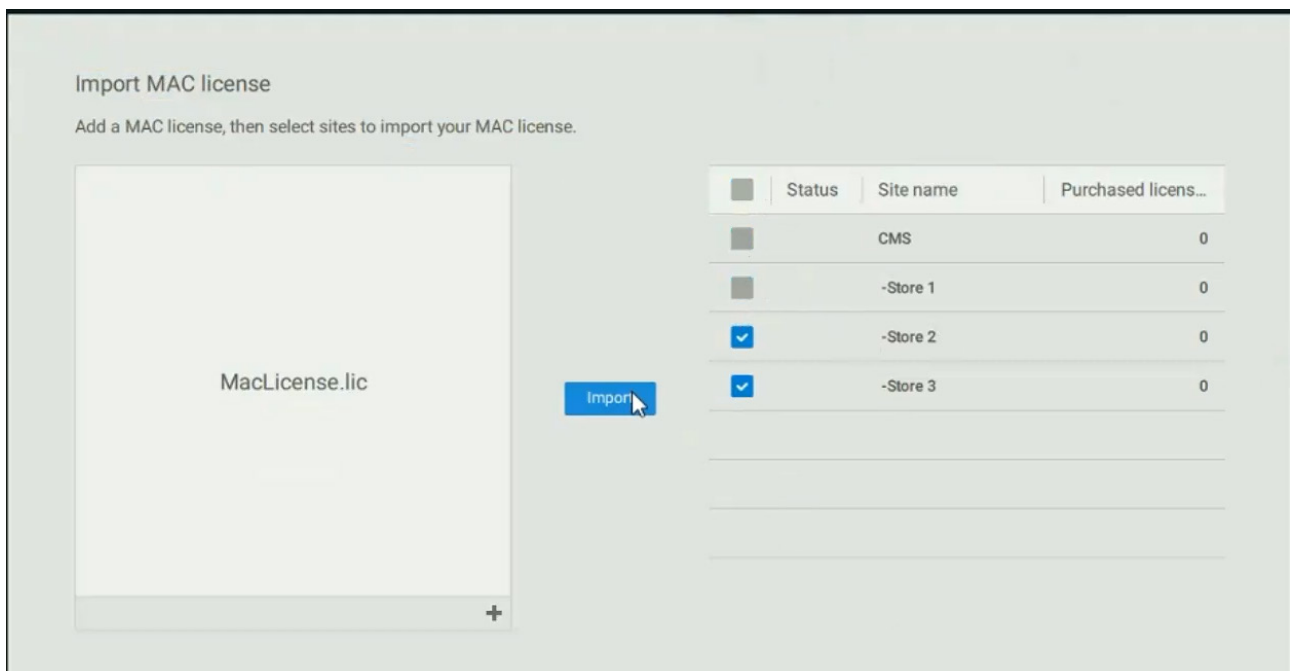 Import MAC license
Add a MAC license, then select sites to import your MAC license.
MacLicense.lic
Import
Status Site name Purchased licens...
CMS 0
-Store 1 0
-Store 2 0
-Store 3 0